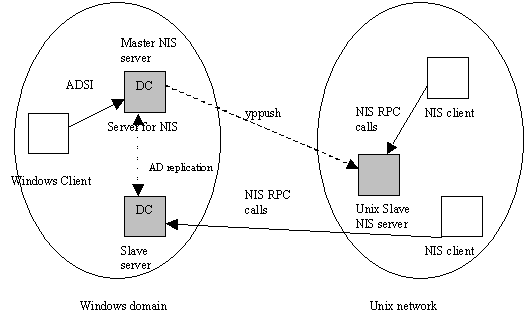 Master NIS
server
ADSI
DC
Server for NIS
Windows Client
AD replication
DC
Slave
server
yppush
NIS RPC
calls
NIS RPC
calls
NIS client
Unix Slave
NIS server
NIS client
Windows domain
Unix network